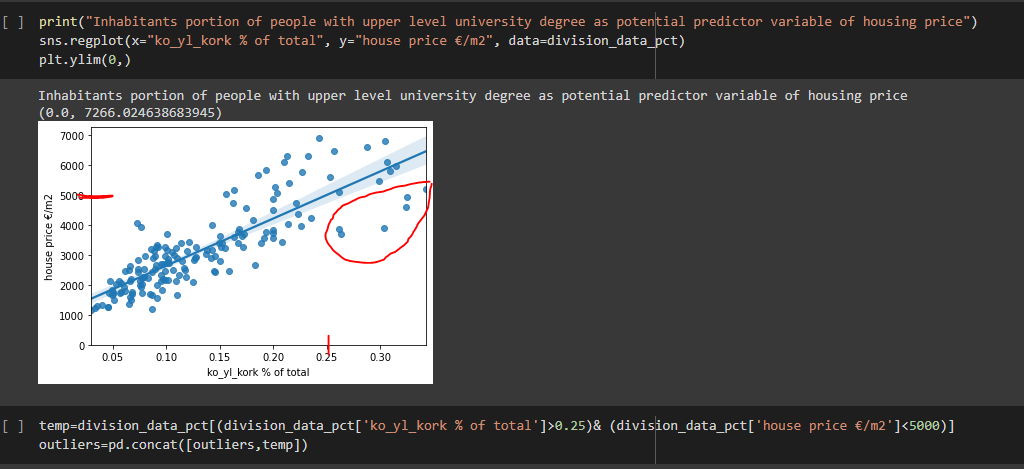 [ ] print("Inhabitants portion of people with upper level university degree as potential predictor variable of housing price")
sns.regplot(x="ko_yl_kork % of total", y="house price €/m2", data=division_data_pct)
plt.ylim(0,)
Inhabitants portion of people with upper level university degree as potential predictor variable of housing price
(0.0, 7266.024638683945)
7000
6000
5000
4000
3000
2000
1000
0
house price €/m2
0.05 0.10 0.15 0.20 0.25 0.30
ko_yl_kork % of total
[ ] temp=division_data_pct[(division_data_pct['ko_yl_kork % of total']>0.25)& (division_data_pct['house price €/m2']<5000)]
outliers=pd.concat([outliers,temp])